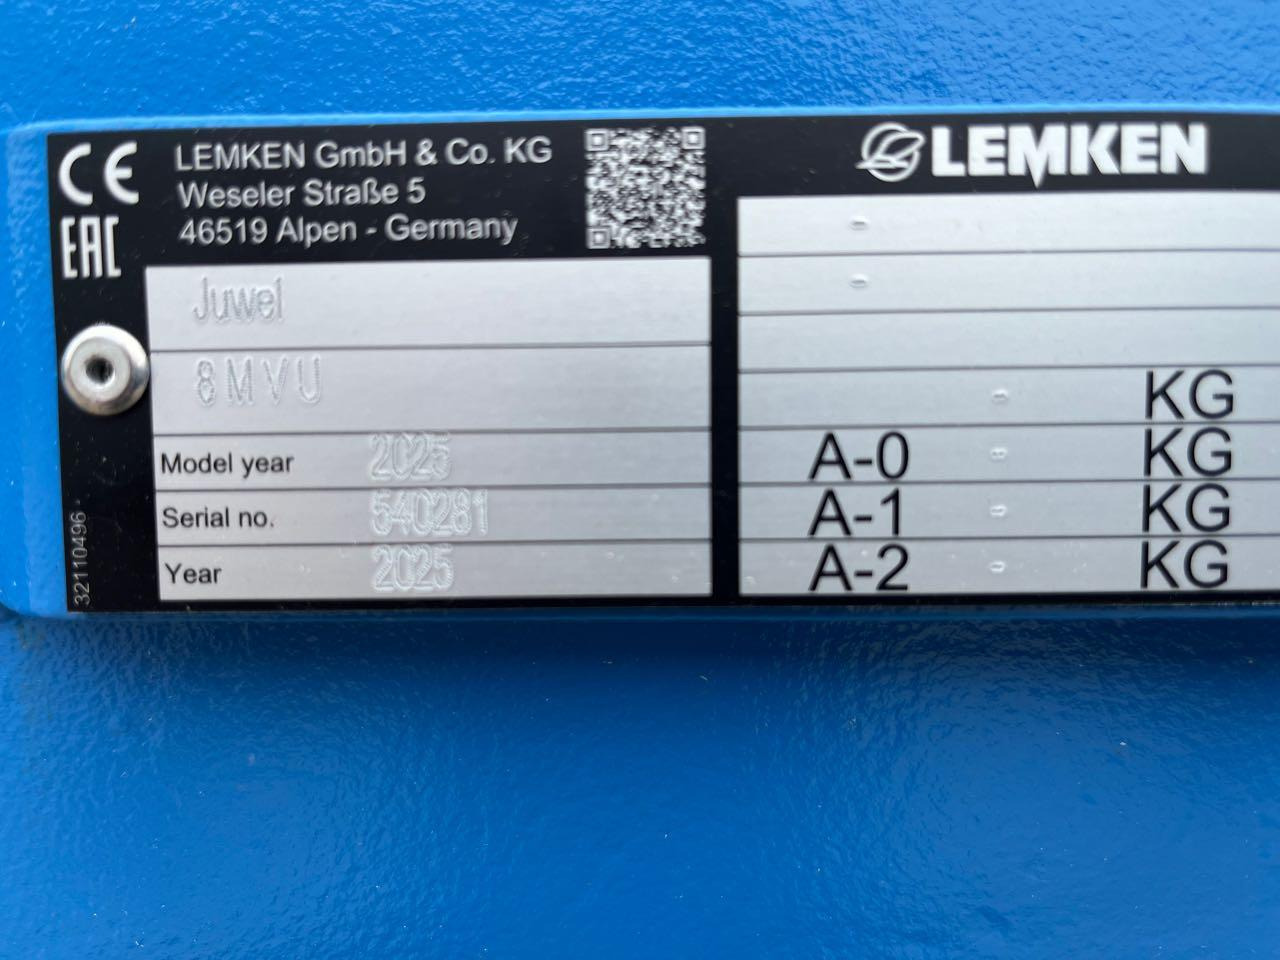 CE
EAC
LEMKEN GmbH & Co. KG
Weseler Straße 5
46519 Alpen - Germany
Juwel
8MVU
Model year 2025
Serial no. 540281
Year 2025
32110496
LEMKEN
-
-
- KG
A-0 - KG
A-1 - KG
A-2 - KG